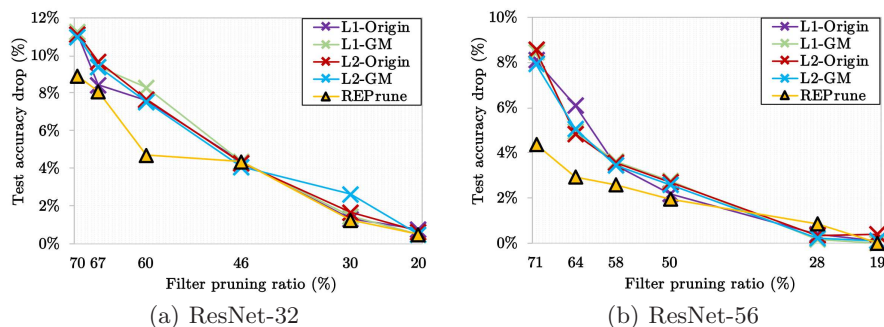 12%
10%
8%
6%
4%
2%
0%
Test accuracy drop (%)
L1-Origin
L1-GM
L2-Origin
L2-GM
REPrune
70 67 60 46 30 20
Filter pruning ratio (%)
(a) ResNet-32
10%
8%
6%
4%
2%
0%
Test accuracy drop (%)
L1-Origin
L1-GM
L2-Origin
L2-GM
REPrune
71 64 58 50 28 19
Filter pruning ratio (%)
(b) ResNet-56